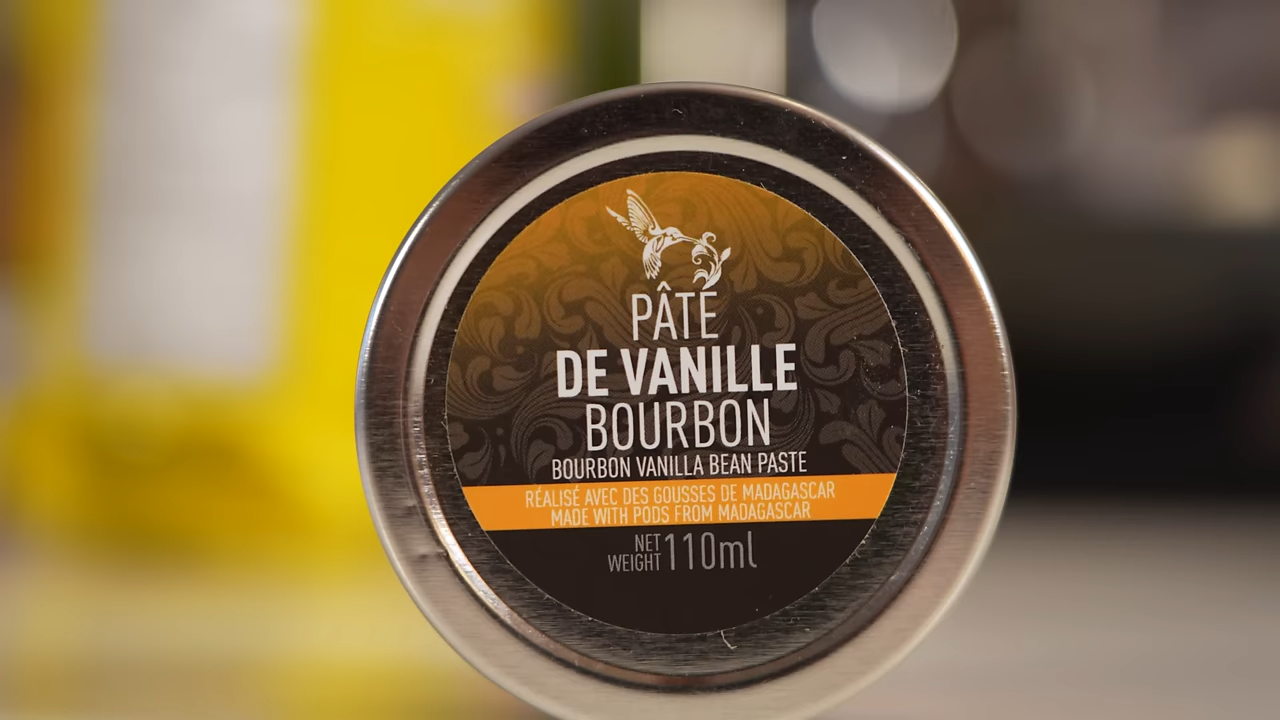 PÂTE
DE VANILLE
BOURBON
BOURBON VANILLA BEAN PASTE
RÉALISÉ AVEC DES GOUSSES DE MADAGASCAR
MADE WITH PODS FROM MADAGASCAR
NET
WEIGHT 110ml